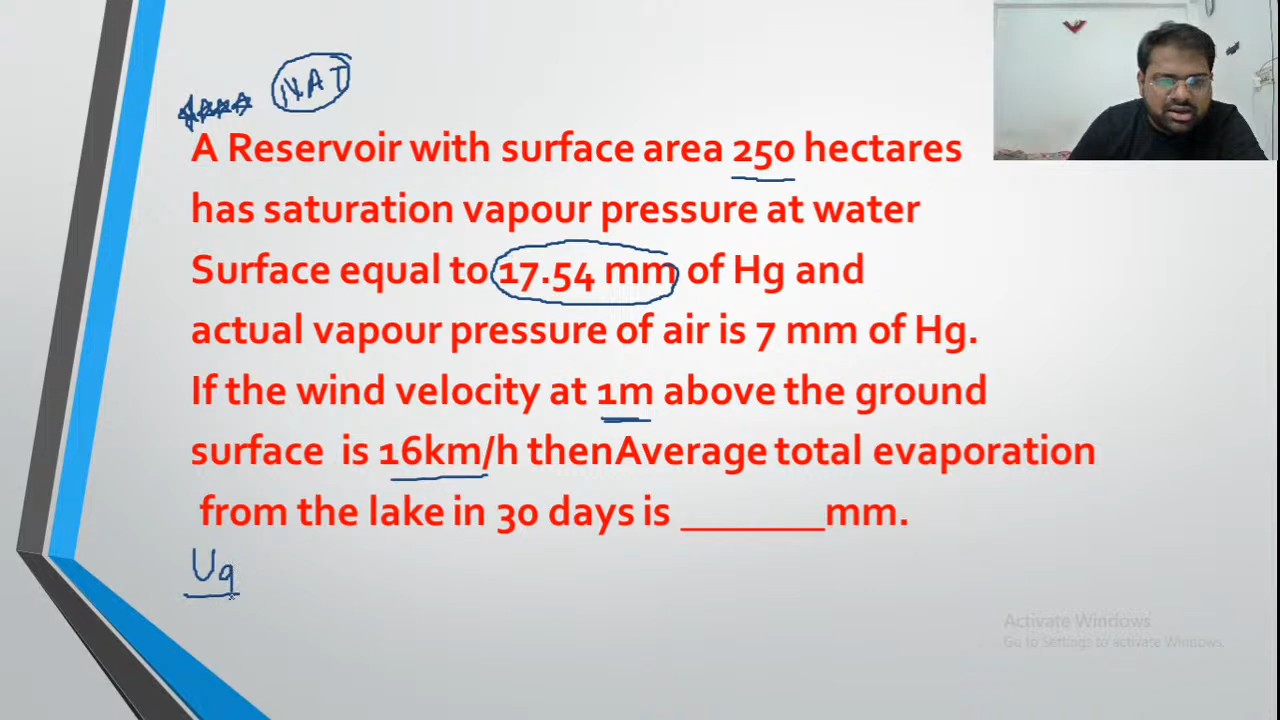 NAT
A Reservoir with surface area 250 hectares
has saturation vapour pressure at water
Surface equal to 17.54 mm of Hg and
actual vapour pressure of air is 7 mm of Hg.
If the wind velocity at 1m above the ground
surface is 16km/h thenAverage total evaporation
from the lake in 30 days is _______mm.
U9
Activate Windows
Go to Settings to activate Windows.